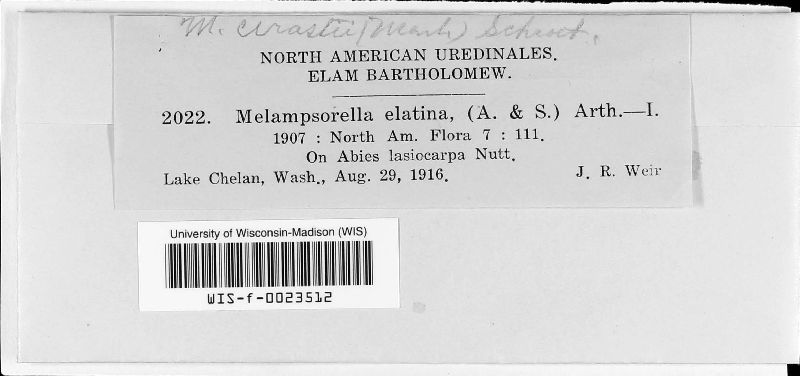 M. Cerastii (Mart.) Schroet.
NORTH AMERICAN UREDINALES.
ELAM BARTHOLOMEW.
2022. Melampsorella elatina, (A. & S.) Arth.—I.
1907 : North Am. Flora 7 : 111.
On Abies lasiocarpa Nutt.
Lake Chelan, Wash., Aug. 29, 1916. J. R. Weir
University of Wisconsin-Madison (WIS)
WIS-f-0023512